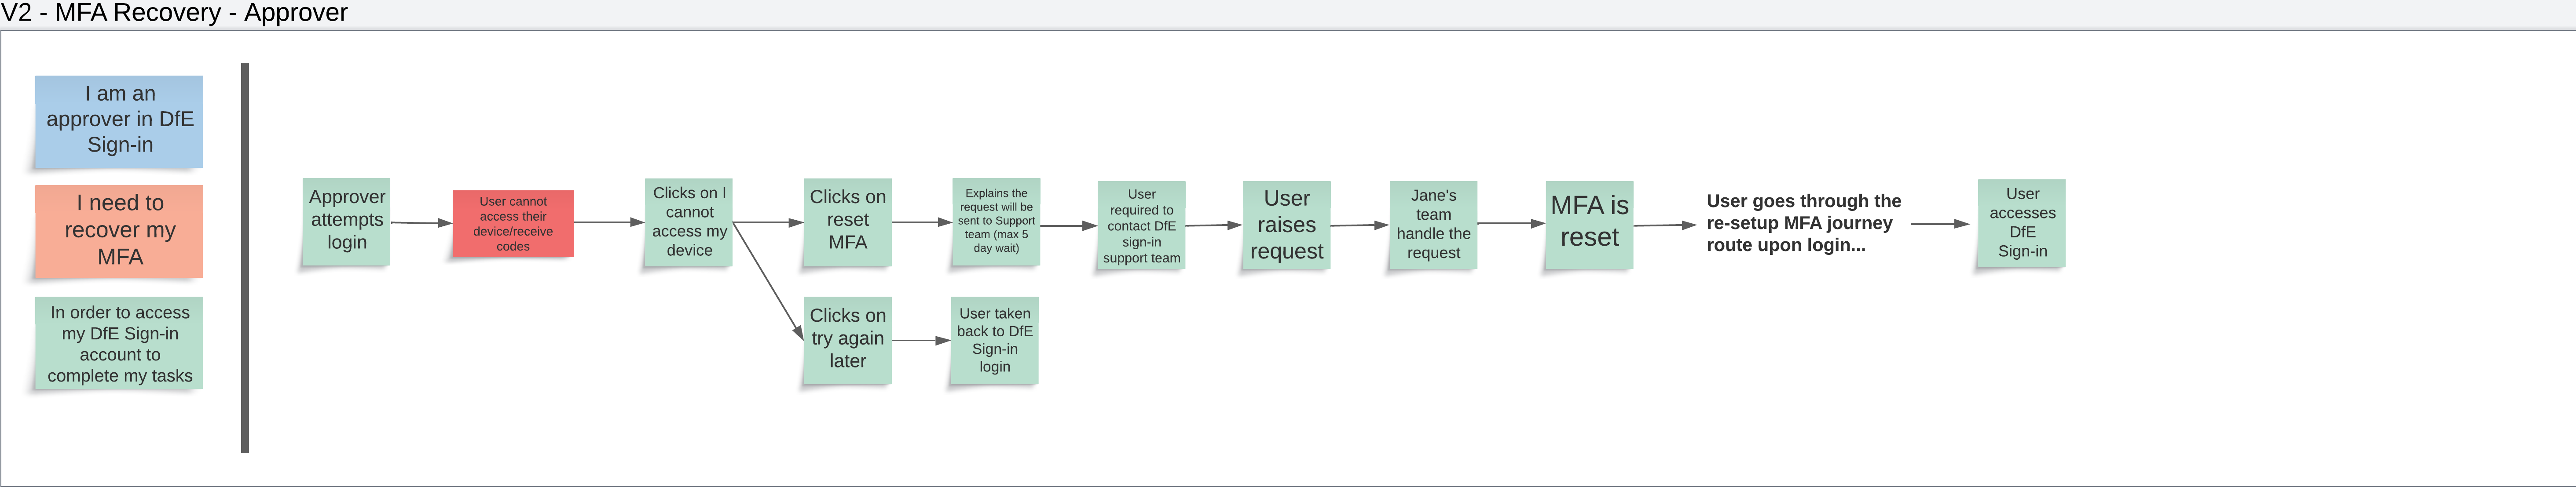 V2 - MFA Recovery - Approver
I am an
approver in DfE
Sign-in
I need to
recover my
MFA
In order to access
my DfE Sign-in
account to
complete my tasks
Approver
attempts
login
User cannot
access their
device/receive
codes
Clicks on I
cannot
access my
device
Clicks on
reset
MFA
Explains the
request will be
sent to Support
team (max 5
day wait)
User
required to
contact DfE
sign-in
support team
User
raises
request
Jane's
team
handle the
request
MFA is
reset
User goes through the
re-setup MFA journey
route upon login...
User
accesses
DfE
Sign-in
Clicks on
try again
later
User taken
back to DfE
Sign-in
login